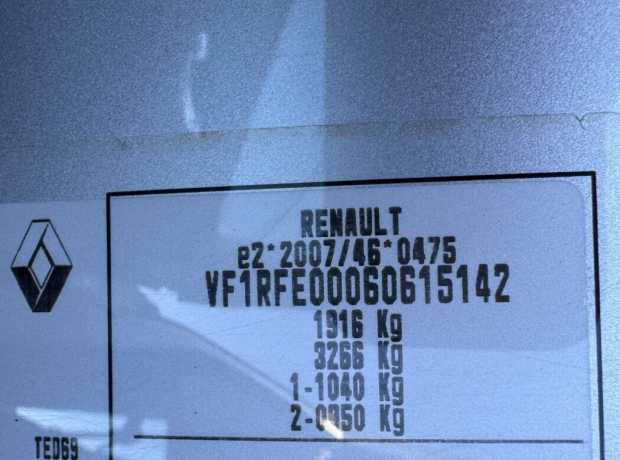 RENAULT
e2*2007/46*0475
VF1RFE00060615142
1916 Kg
3266 Kg
1-1040 Kg
2-0950 Kg
TED69